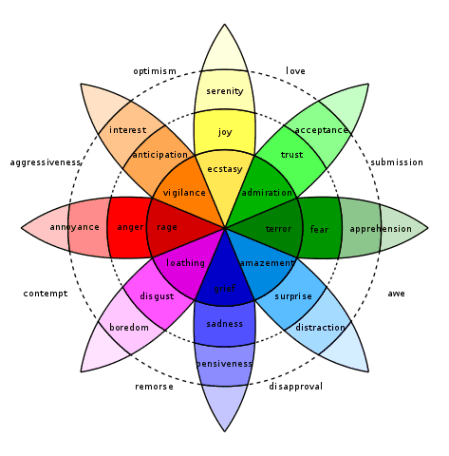 optimism
love
serenity
interest
joy
acceptance
anticipation
trust
aggressiveness
submission
ecstasy
vigilance
admiration
annoyance
anger
rage
terror
fear
apprehension
loathing
amazement
contempt
disgust
grief
surprise
awe
boredom
sadness
distraction
pensiveness
remorse
disapproval